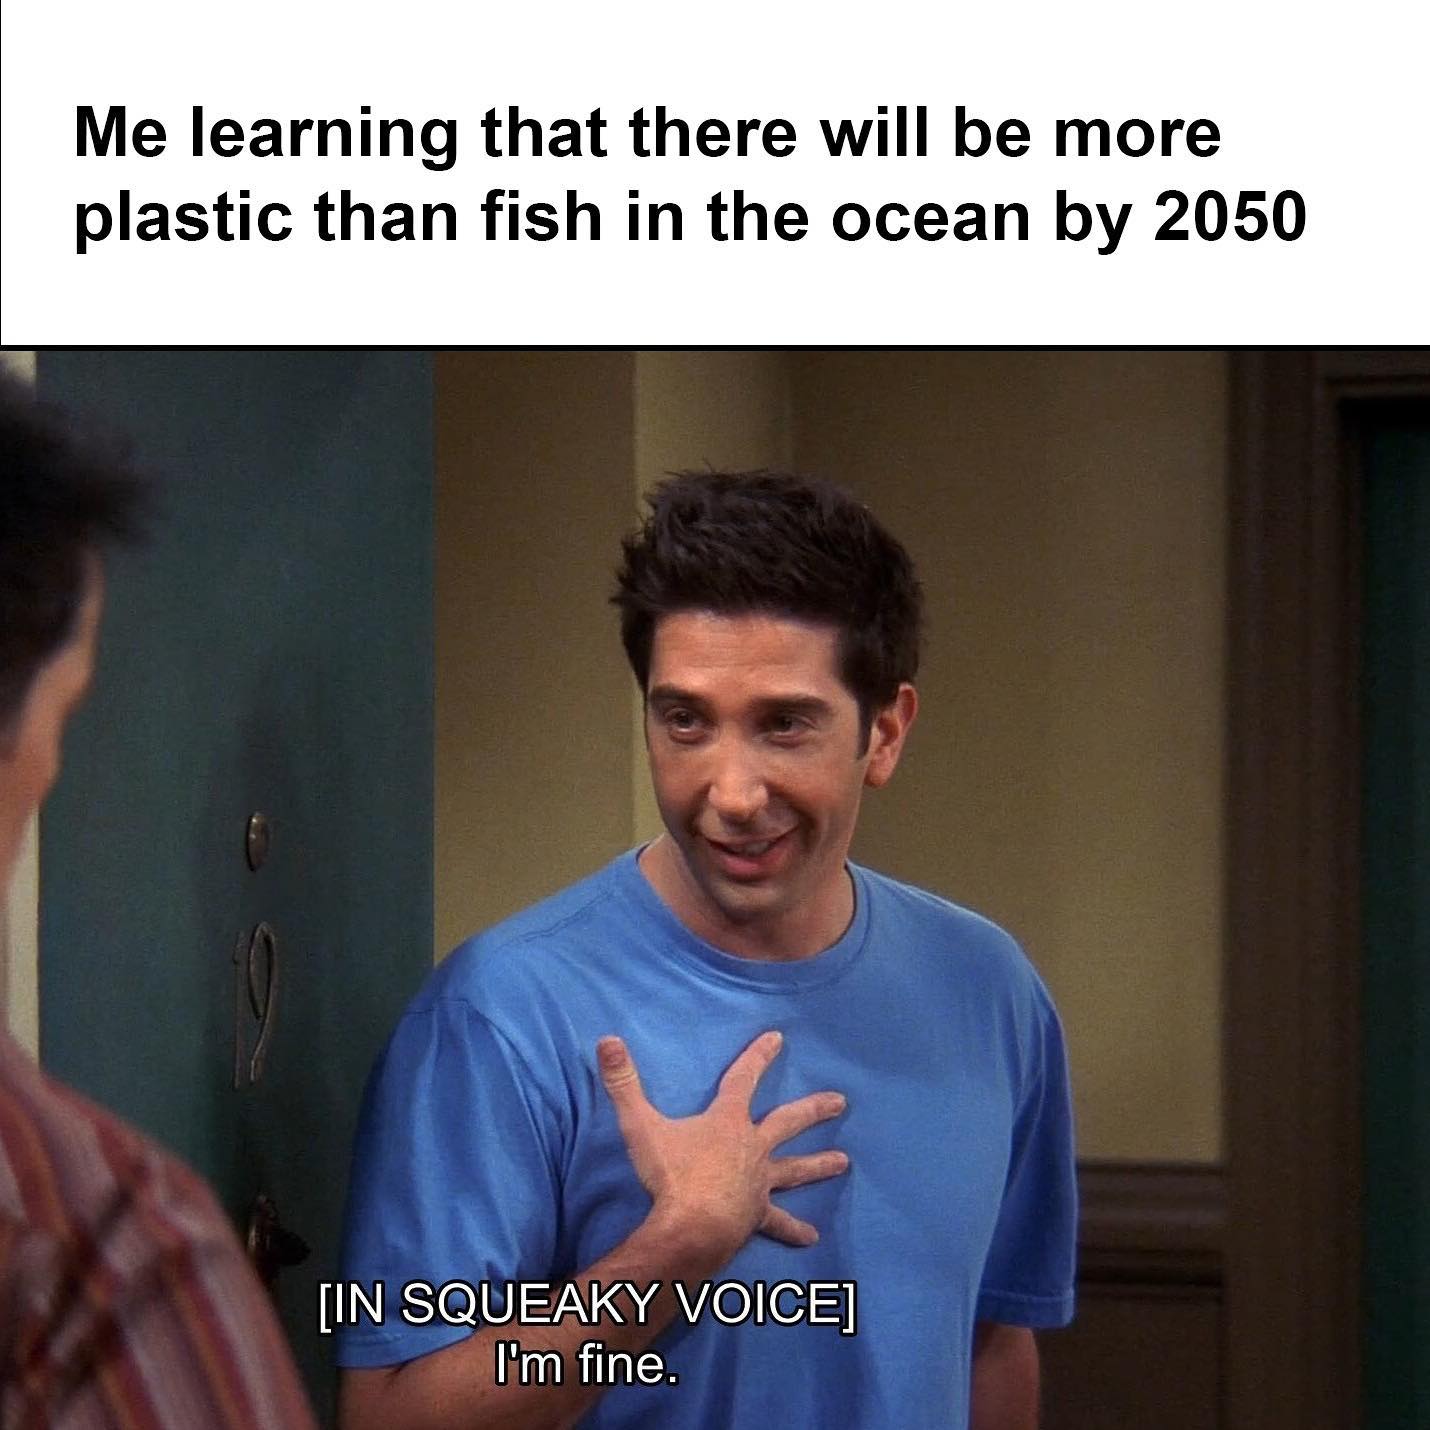 Me learning that there will be more
plastic than fish in the ocean by 2050
19
[IN SQUEAKY VOICE]
I'm fine.